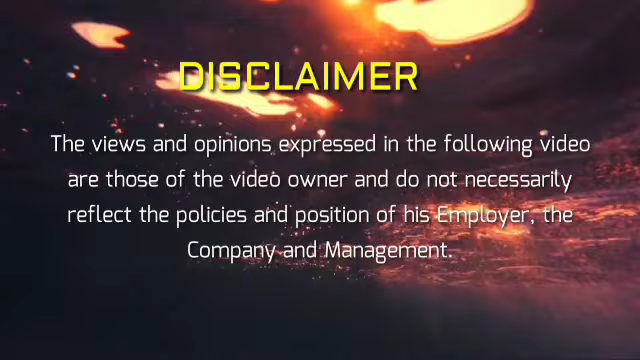 DISCLAIMER
The views and opinions expressed in the following video
are those of the video owner and do not necessarily
reflect the policies and position of his Employer, the
Company and Management.